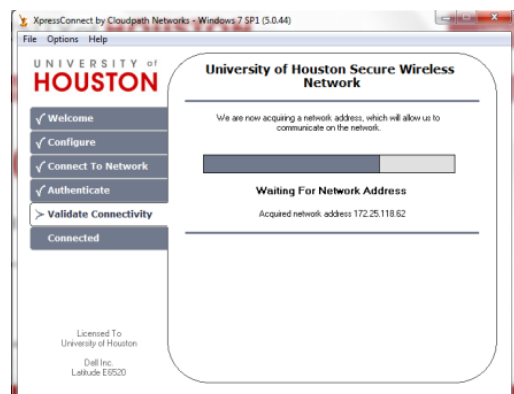 XpressConnect by Cloudpath Networks - Windows 7 SP1 (5.0.44)
File Options Help
UNIVERSITY of
HOUSTON
University of Houston Secure Wireless
Network
We are now acquiring a network address, which will allow us to
communicate on the network.
√ Welcome
√ Configure
√ Connect To Network
√ Authenticate
> Validate Connectivity
Connected
Waiting For Network Address
Acquired network address 172.25.118.62
Licensed To
University of Houston
Dell Inc.
Latitude E6520